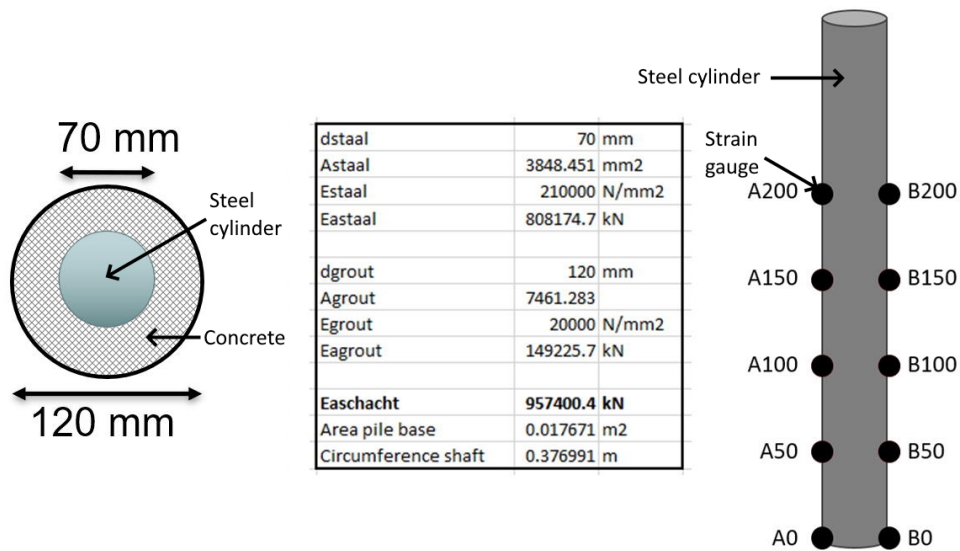 70 mm
Steel
cylinder
Concrete
120 mm
dstaal 70 mm
Astaal 3848.451 mm2
Estaal 210000 N/mm2
Eastaal 808174.7 kN
dgrout 120 mm
Agrout 7461.283
Egrout 20000 N/mm2
Eagrout 149225.7 kN
Easchacht 957400.4 kN
Area pile base 0.017671 m2
Circumference shaft 0.376991 m
Steel cylinder
Strain
gauge
A200 B200
A150 B150
A100 B100
A50 B50
A0 B0